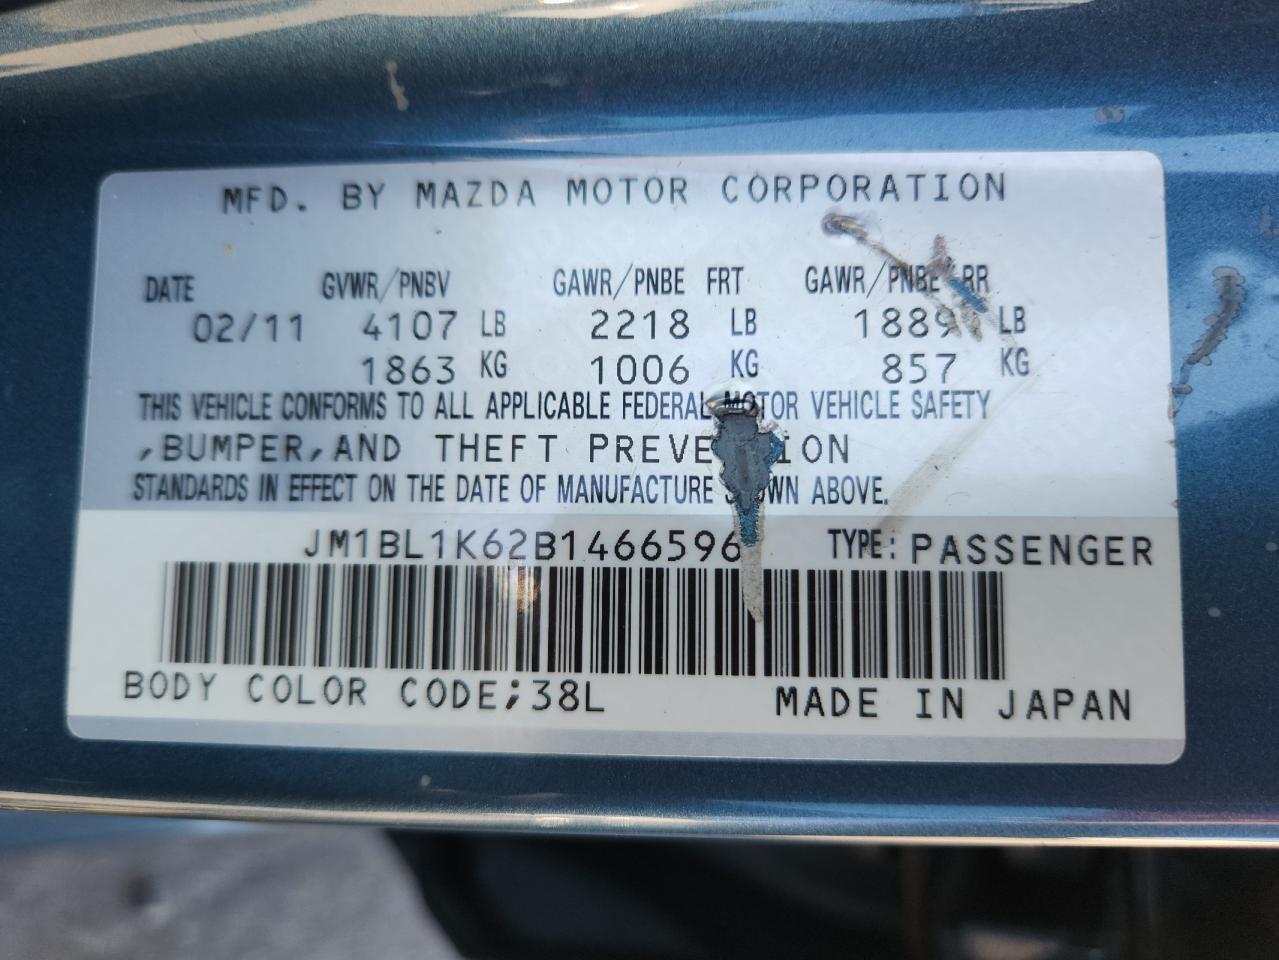 MFD. BY MAZDA MOTOR CORPORATION
DATE GVWR/PNBV GAWR/PNBE FRT GAWR/PNBE RR
02/11 4107 LB 2218 LB 1889 LB
1863 KG 1006 KG 857 KG
THIS VEHICLE CONFORMS TO ALL APPLICABLE FEDERAL MOTOR VEHICLE SAFETY
,BUMPER,AND THEFT PREVENTION
STANDARDS IN EFFECT ON THE DATE OF MANUFACTURE SHOWN ABOVE.
JM1BL1K62B1466596 TYPE: PASSENGER
BODY COLOR CODE;38L MADE IN JAPAN